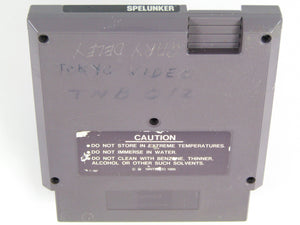 SPELUNKER
TOKYO VIDEO
CAUTION
DO NOT STORE IN EXTREME TEMPERATURES.
DO NOT IMMERSE IN WATER.
DO NOT CLEAN WITH BENZENE, THINNER,
ALCOHOL OR OTHER SUCH SOLVENTS.